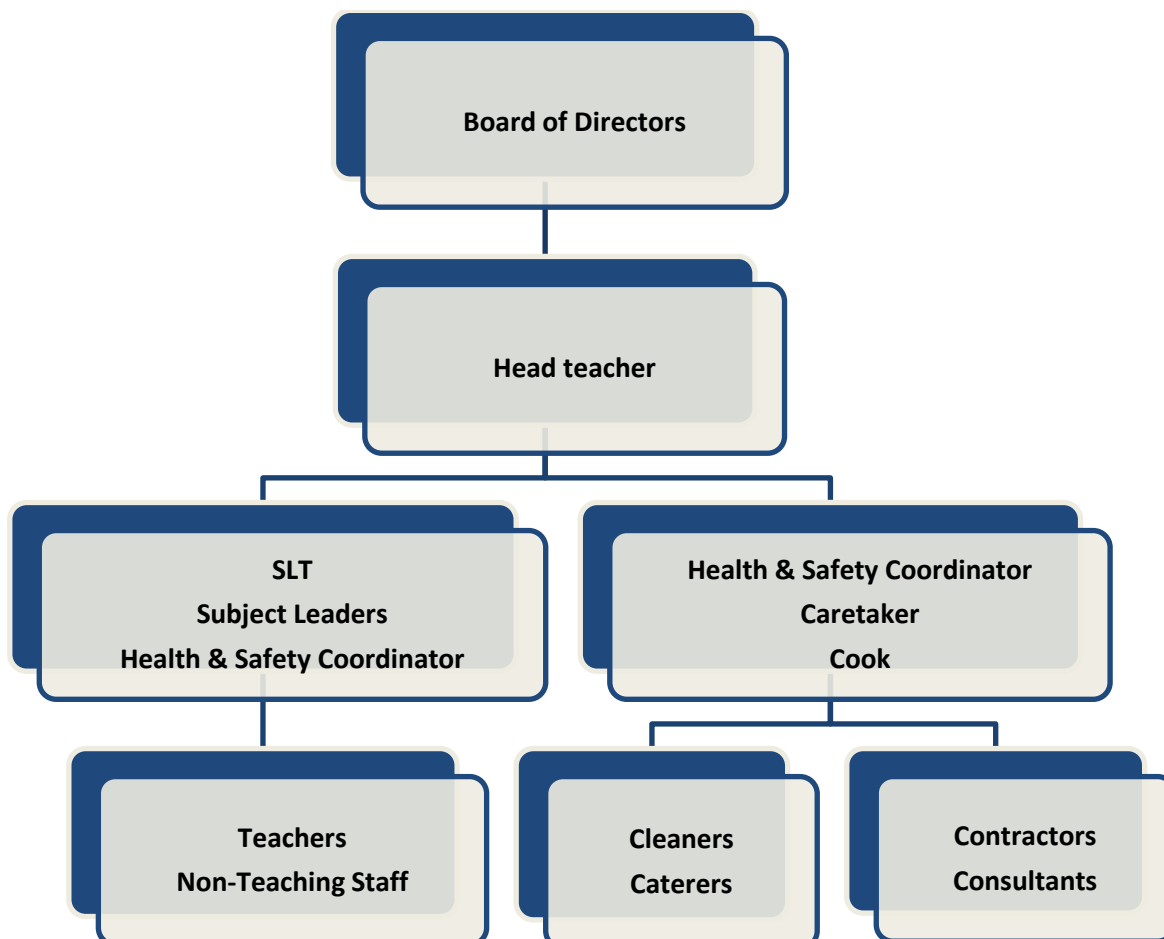 Board of Directors
Head teacher
SLT
Subject Leaders
Health & Safety Coordinator
Health & Safety Coordinator
Caretaker
Cook
Teachers
Non-Teaching Staff
Cleaners
Caterers
Contractors
Consultants